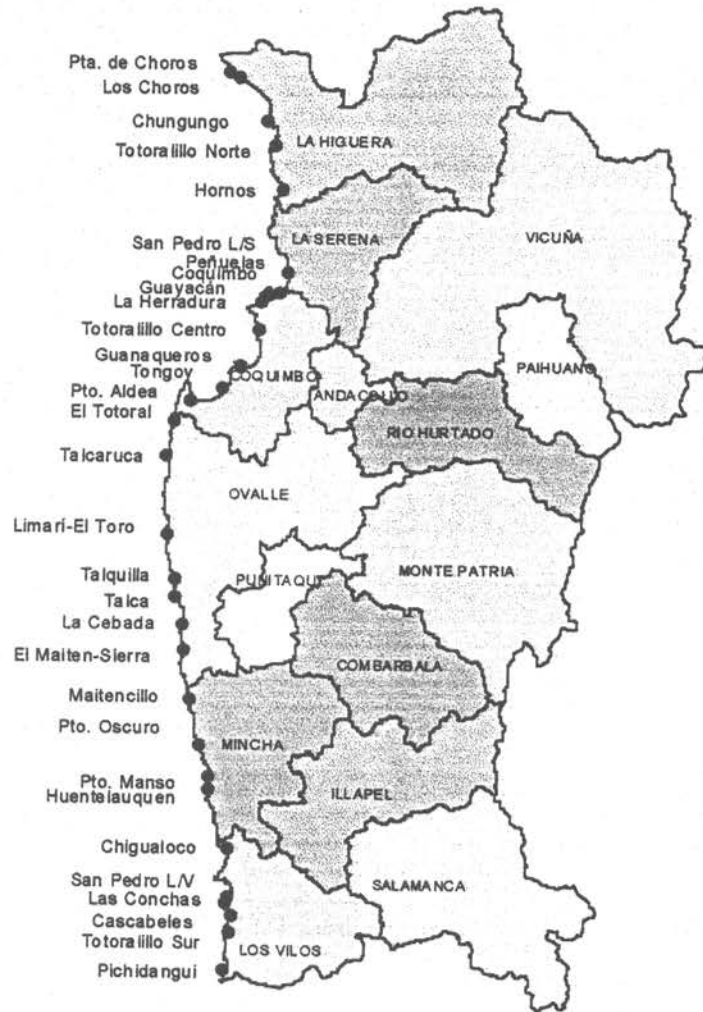 Pta. de Choros
Los Choros
Chungungo
LA HIGUERA
Totoralillo Norte
Hornos
San Pedro L/S
LA SERENA
VICUÑA
Peñuelas
Coquimbo
Guayacán
La Herradura
Totoralillo Centro
Guanaqueros
PAIHUANO
Tongoy
COQUIMBO
Pto. Aldea
ANDACOLLO
El Totoral
RIO HURTADO
Talcaruca
OVALLE
Limarí-El Toro
Talquilla
PUNITAQUI
MONTE PATRIA
Talca
La Cebada
El Maiten-Sierra
COMBARBALA
Maitencillo
Pto. Oscuro
MINCHA
Pto. Manso
Huentelauquen
ILLAPEL
Chigualoco
San Pedro L/V
SALAMANCA
Las Conchas
Cascabeles
Totoralillo Sur
LOS VILOS
Pichidangui